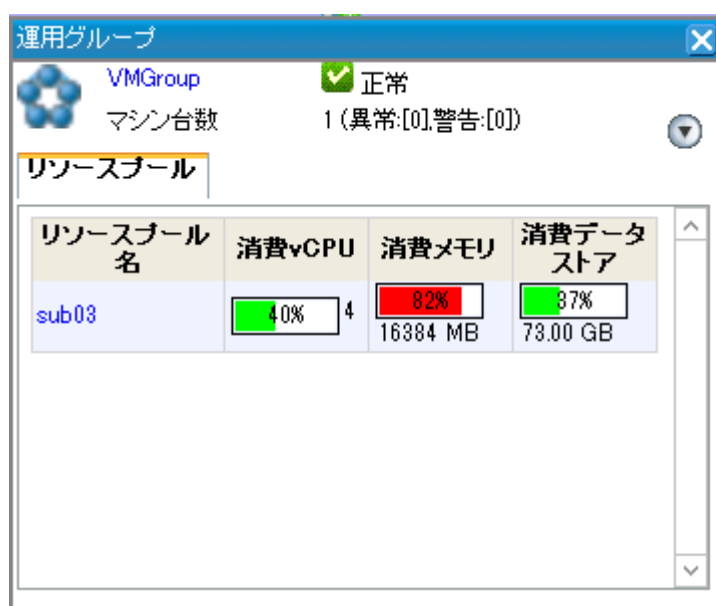 運用グループ
VMGroup 正常
マシン台数 1 (異常:[0],警告:[0])
リソースプール
リソースプール名 消費vCPU 消費メモリ 消費データストア
sub03 40% 4 82% 37%
16384 MB 73.00 GB